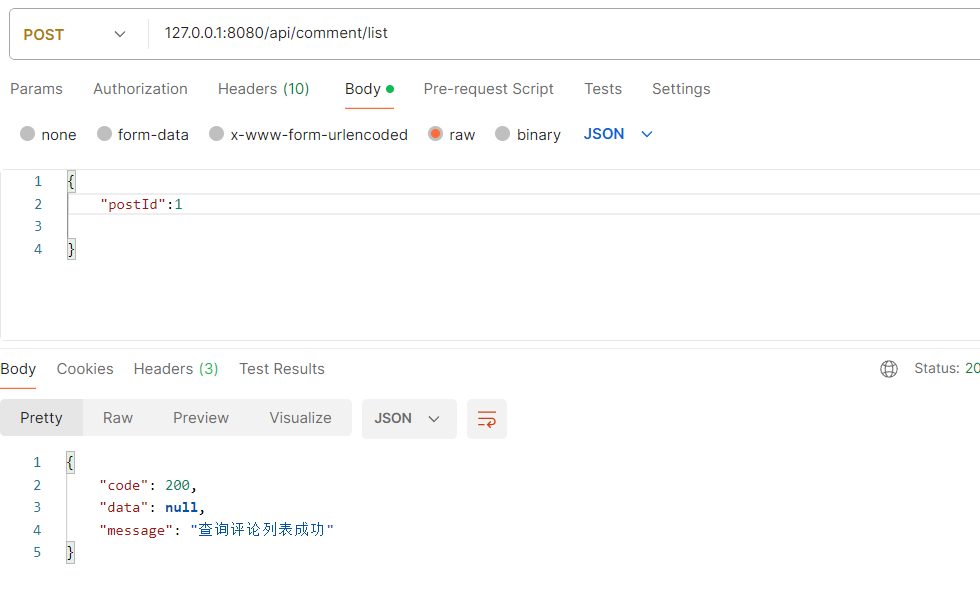 POST 127.0.0.1:8080/api/comment/list
Params Authorization Headers (10) Body Pre-request Script Tests Settings
none form-data x-www-form-urlencoded raw binary JSON
1 {
2 "postId":1
3
4 }
Body Cookies Headers (3) Test Results Status: 20
Pretty Raw Preview Visualize JSON
1 {
2 "code": 200,
3 "data": null,
4 "message": "查询评论列表成功"
5 }